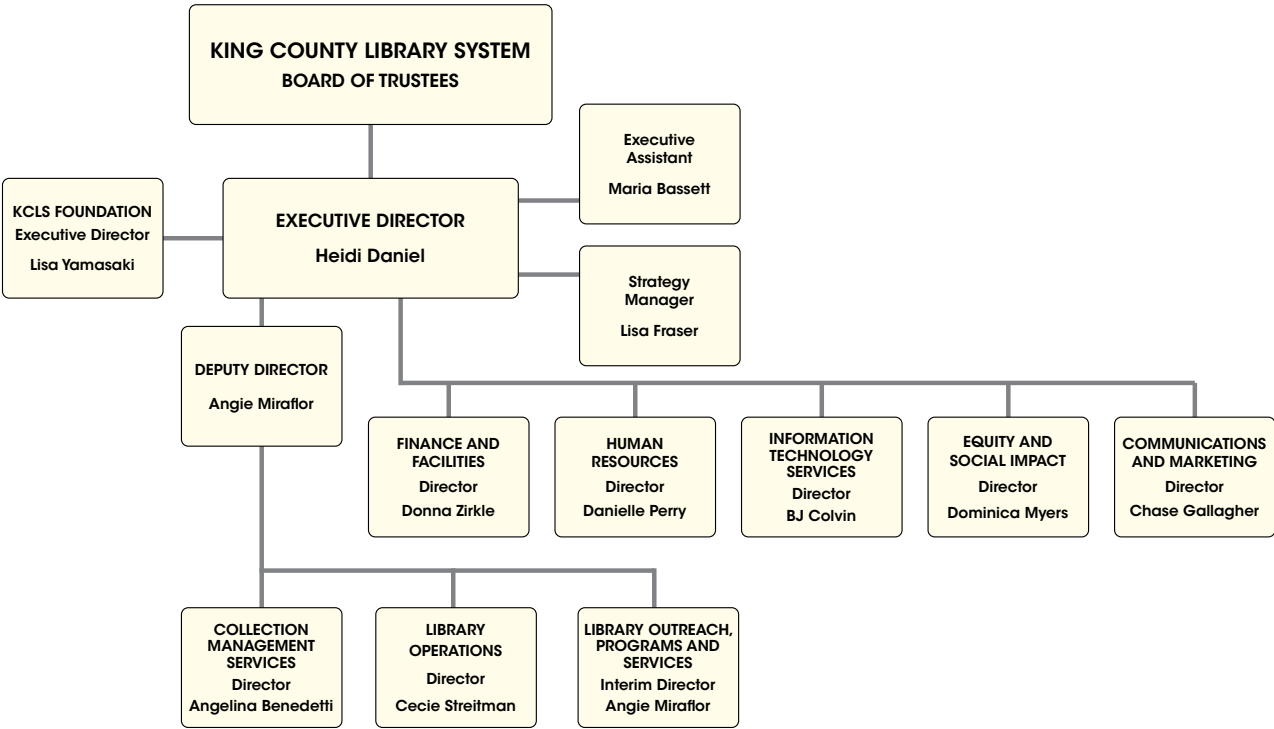 KING COUNTY LIBRARY SYSTEM
BOARD OF TRUSTEES
Executive
Assistant
Maria Bassett
KCLS FOUNDATION
Executive Director
Lisa Yamasaki
EXECUTIVE DIRECTOR
Heidi Daniel
Strategy
Manager
Lisa Fraser
DEPUTY DIRECTOR
Angie Miraflor
FINANCE AND
FACILITIES
Director
Donna Zirkle
HUMAN
RESOURCES
Director
Danielle Perry
INFORMATION
TECHNOLOGY
SERVICES
Director
BJ Colvin
EQUITY AND
SOCIAL IMPACT
Director
Dominica Myers
COMMUNICATIONS
AND MARKETING
Director
Chase Gallagher
COLLECTION
MANAGEMENT
SERVICES
Director
Angelina Benedetti
LIBRARY
OPERATIONS
Director
Cecie Streitman
LIBRARY OUTREACH,
PROGRAMS AND
SERVICES
Interim Director
Angie Miraflor